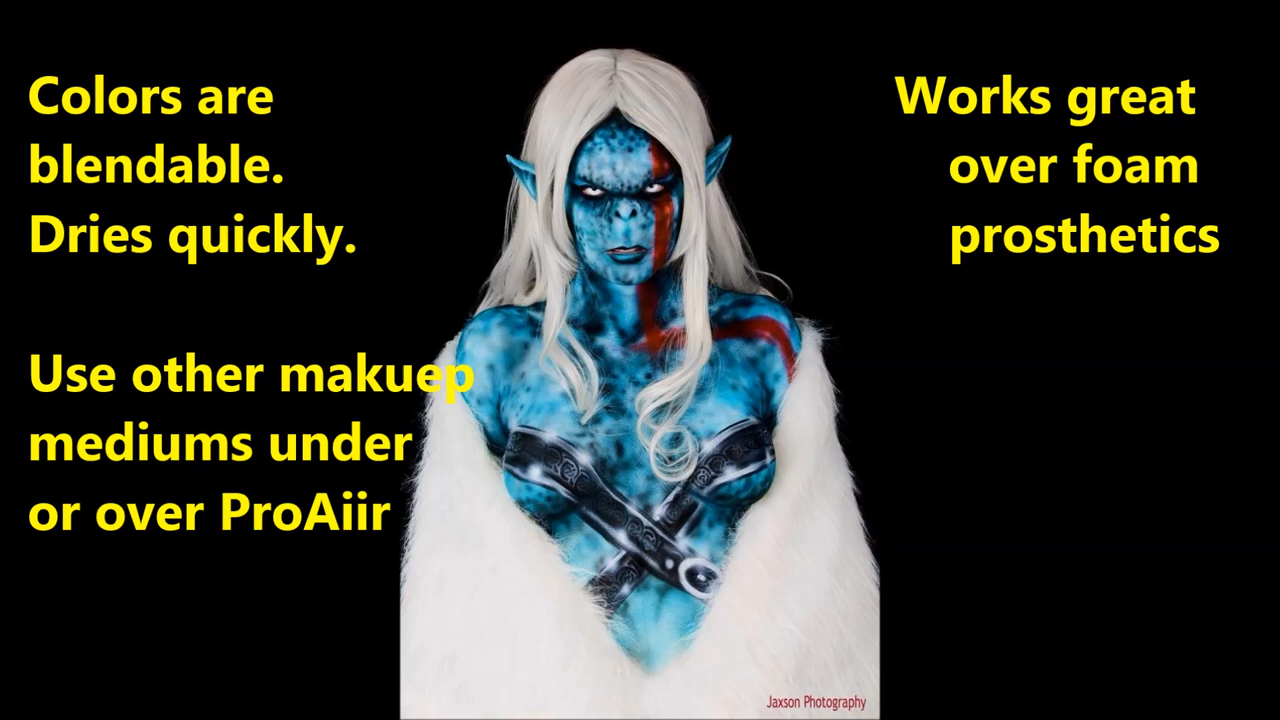 Colors are
blendable.
Dries quickly.
Use other makuep
mediums under
or over ProAiir
Works great
over foam
prosthetics
Jaxson Photography